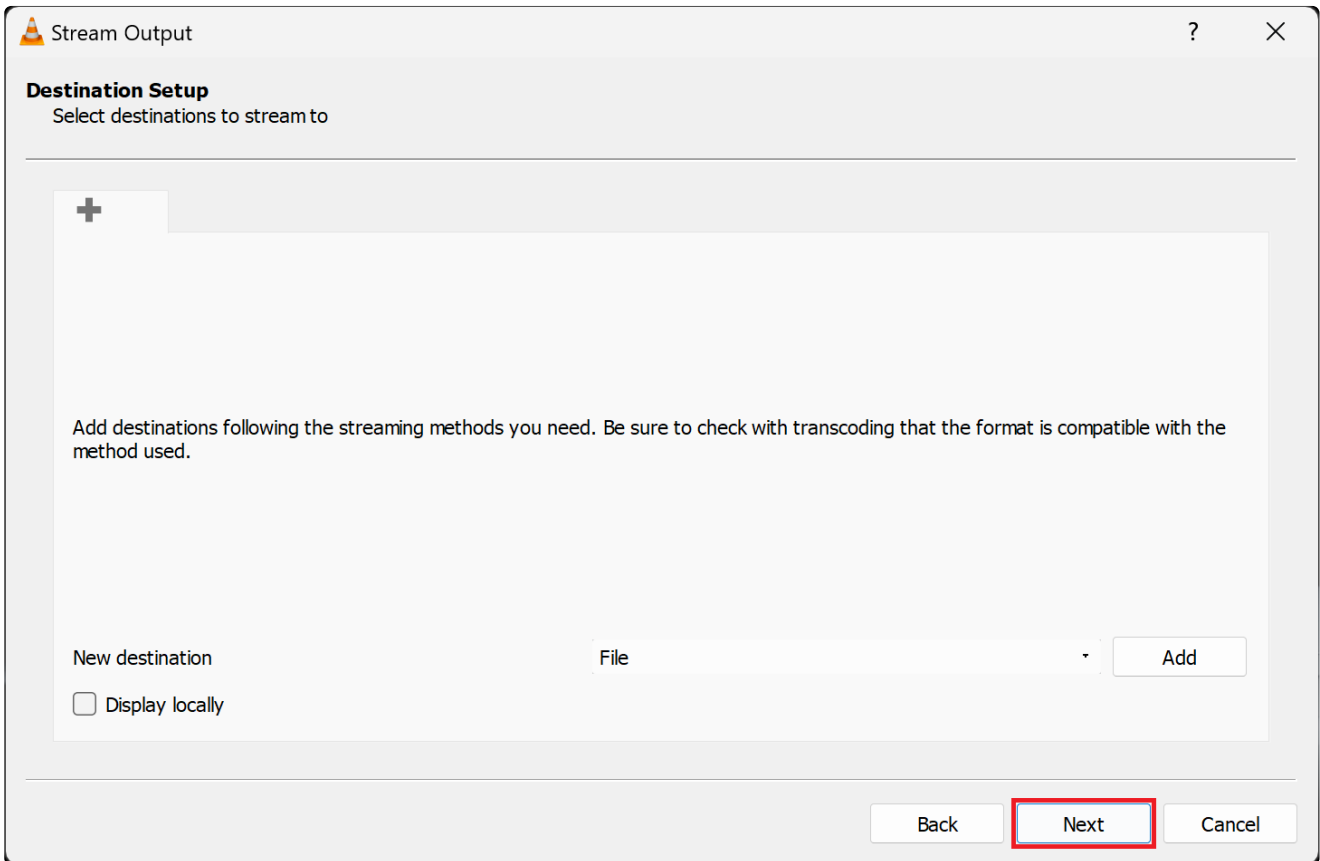 Stream Output ?
Destination Setup
Select destinations to stream to
Add destinations following the streaming methods you need. Be sure to check with transcoding that the format is compatible with the
method used.
New destination File Add
Display locally
Back Next Cancel